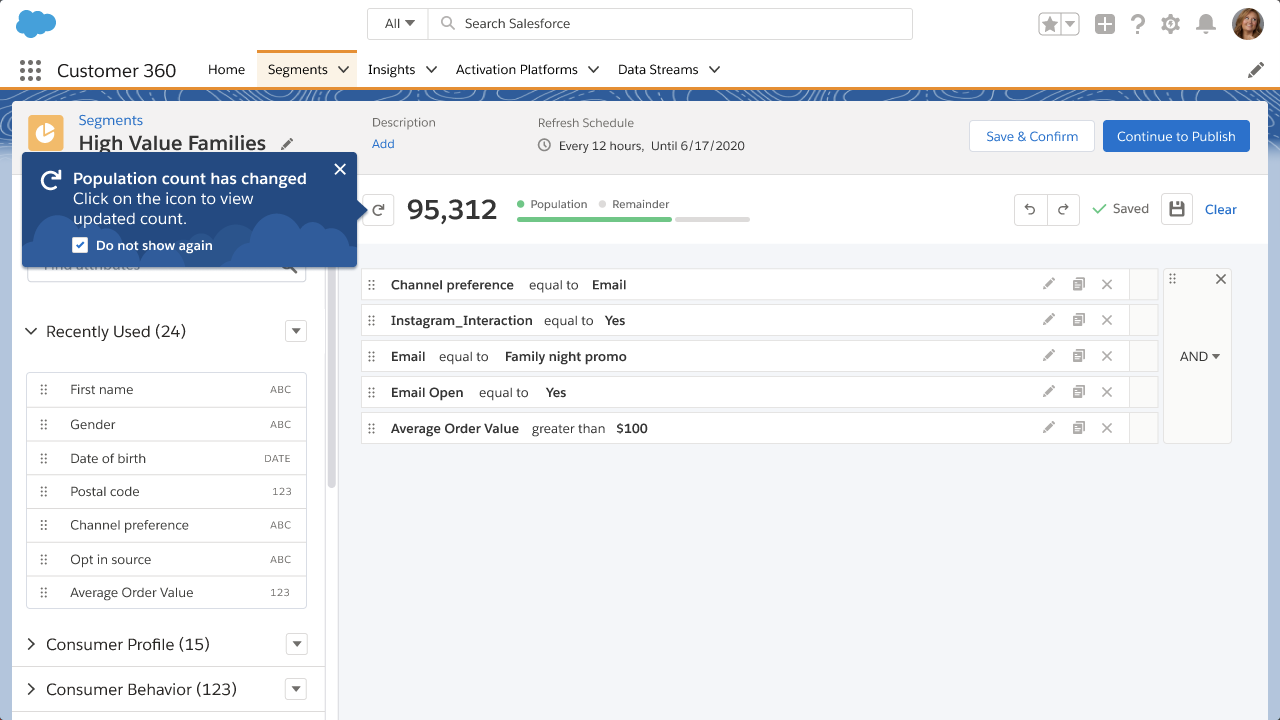 All
Search Salesforce
Customer 360
Home
Segments
Insights
Activation Platforms
Data Streams
Segments
High Value Families
Description
Add
Refresh Schedule
Every 12 hours, Until 6/17/2020
Save & Confirm
Continue to Publish
Population count has changed
Click on the icon to view
updated count.
Do not show again
95,312
Population
Remainder
Saved
Clear
Find attributes
Recently Used (24)
First name ABC
Gender ABC
Date of birth DATE
Postal code 123
Channel preference ABC
Opt in source ABC
Average Order Value 123
Consumer Profile (15)
Consumer Behavior (123)
Channel preference equal to Email
Instagram_Interaction equal to Yes
Email equal to Family night promo
Email Open equal to Yes
Average Order Value greater than $100
AND